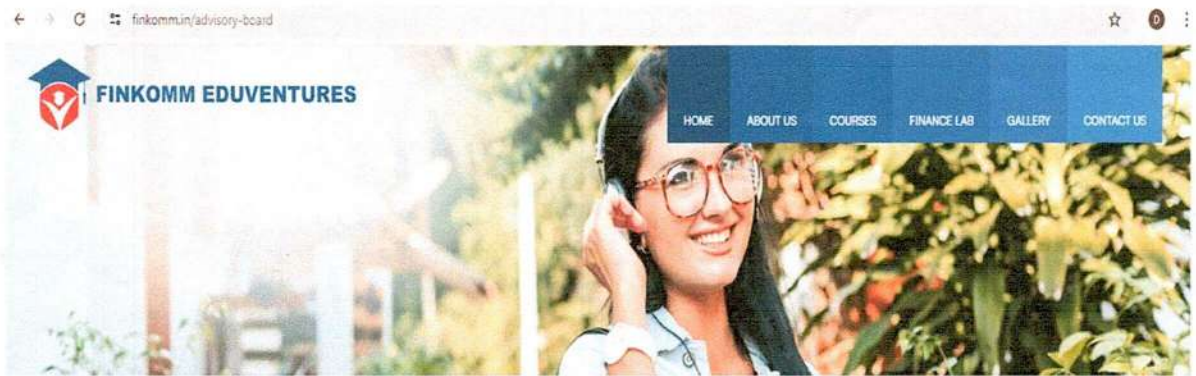 finkomm.in/advisory-board
D
FINKOMM EDUVENTURES
HOME ABOUT US COURSES FINANCE LAB GALLERY CONTACT US